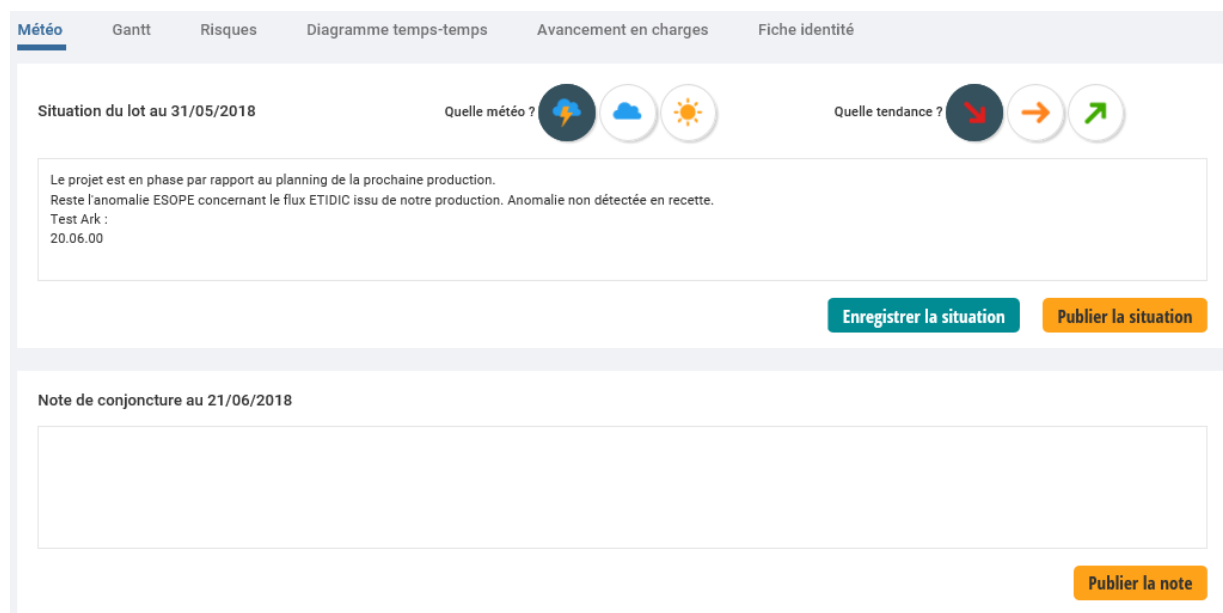 Météo Gantt Risques Diagramme temps-temps Avancement en charges Fiche identité
Situation du lot au 31/05/2018 Quelle météo ? Quelle tendance ?
Le projet est en phase par rapport au planning de la prochaine production.
Reste l'anomalie ESOPE concernant le flux ETIDIC issu de notre production. Anomalie non détectée en recette.
Test Ark :
20.06.00
Enregistrer la situation Publier la situation
Note de conjoncture au 21/06/2018
Publier la note